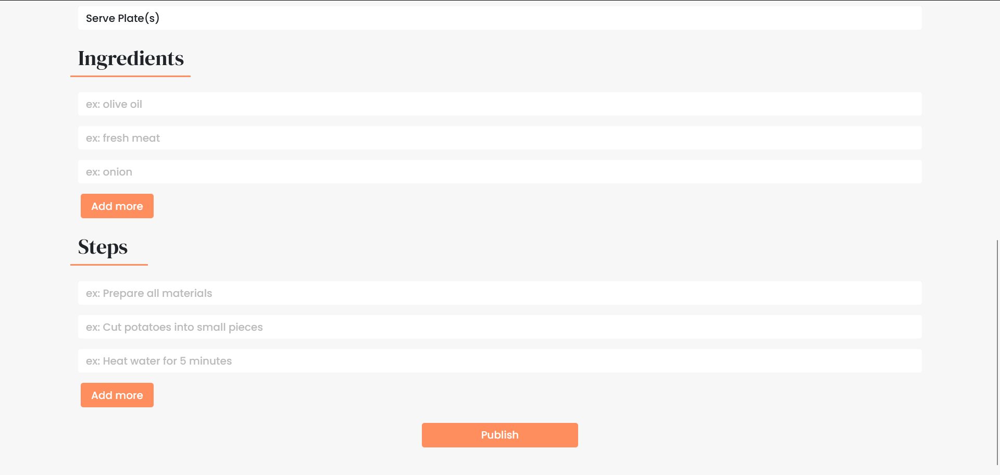 Serve Plate(s)
Ingredients
ex: olive oil
ex: fresh meat
ex: onion
Add more
Steps
ex: Prepare all materials
ex: Cut potatoes into small pieces
ex: Heat water for 5 minutes
Add more
Publish